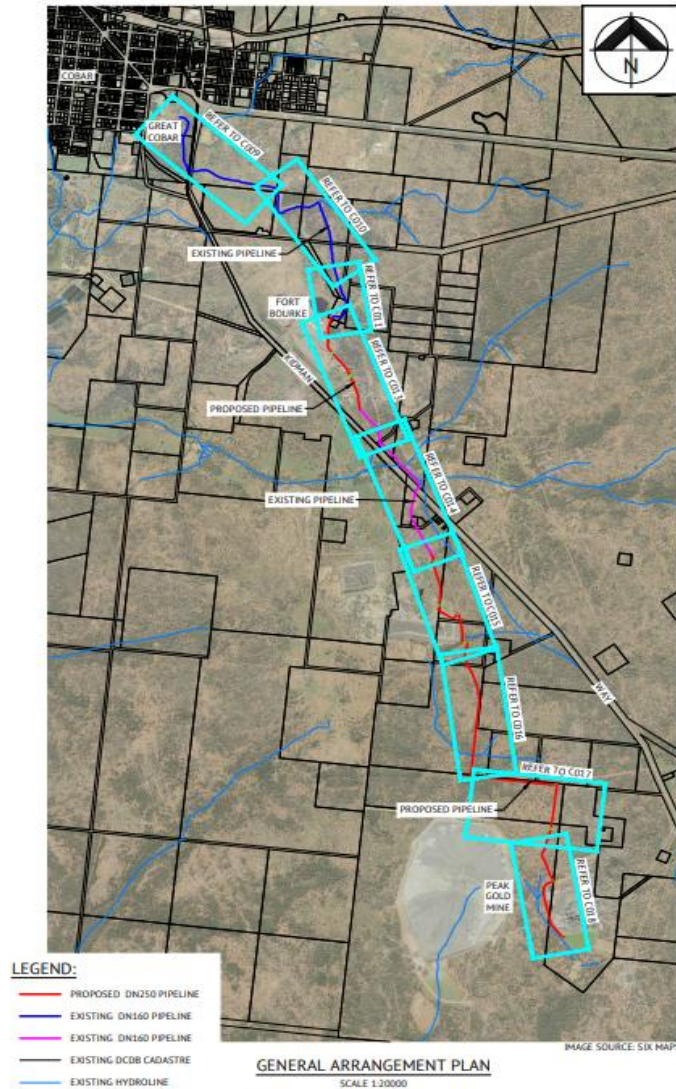 N
COBAR
GREAT
COBAR
REFER TO C009
REFER TO C010
EXISTING PIPELINE
REFER TO C011
FORT
BOURKE
KIDMAN
REFER TO C013
PROPOSED PIPELINE
REFER TO C014
EXISTING PIPELINE
REFER TO C015
WAY
REFER TO C016
REFER TO C017
PROPOSED PIPELINE
PEAK
GOLD
MINE
REFER TO C018
LEGEND:
PROPOSED DN250 PIPELINE
EXISTING DN160 PIPELINE
EXISTING DN160 PIPELINE
EXISTING DCDB CADASTRE
EXISTING HYDROLINE
IMAGE SOURCE: SIX MAPS
GENERAL ARRANGEMENT PLAN
SCALE 1:20000